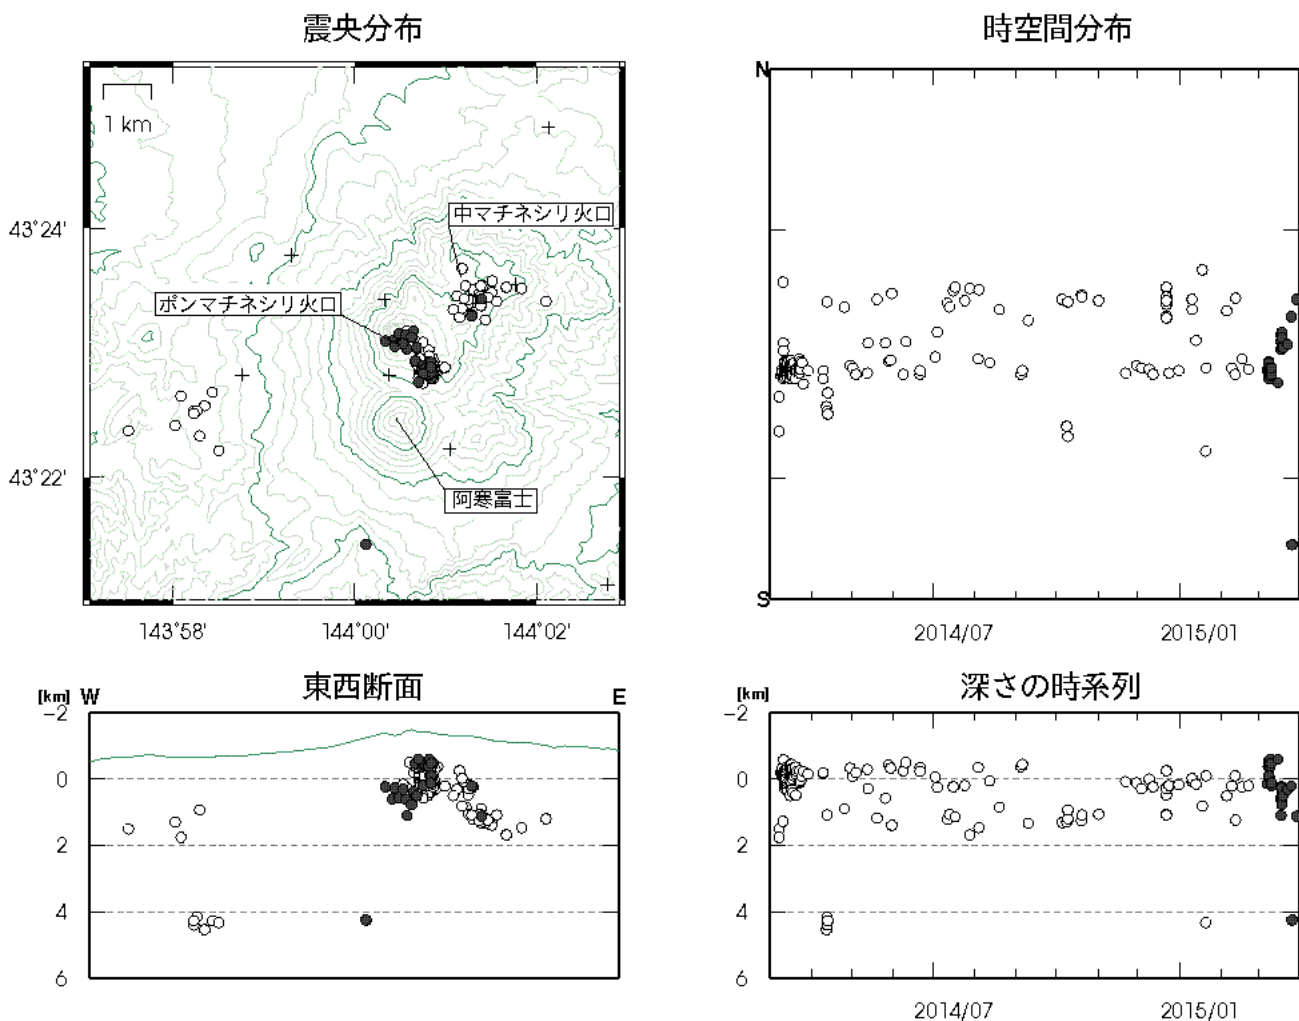 震央分布
1 km
43°24'
43°22'
中マチネシリ火口
ポンマチネシリ火口
阿寒富士
143°58'
144°00'
144°02'
時空間分布
N
S
2014/07
2015/01
東西断面
[km]
W
E
-2
0
2
4
6
深さの時系列
[km]
-2
0
2
4
6
2014/07
2015/01